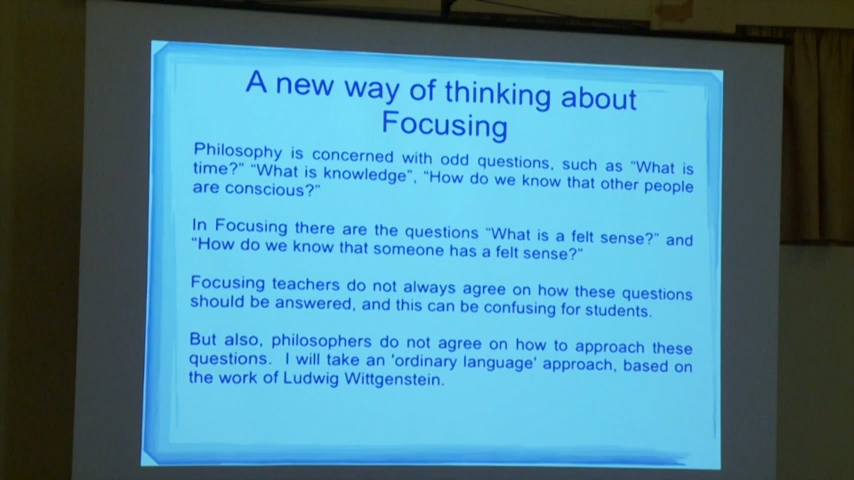 A new way of thinking about
Focusing
Philosophy is concerned with odd questions, such as "What is
time?" "What is knowledge", "How do we know that other people
are conscious?"
In Focusing there are the questions "What is a felt sense?" and
"How do we know that someone has a felt sense?"
Focusing teachers do not always agree on how these questions
should be answered, and this can be confusing for students.
But also, philosophers do not agree on how to approach these
questions. I will take an 'ordinary language' approach, based on
the work of Ludwig Wittgenstein.